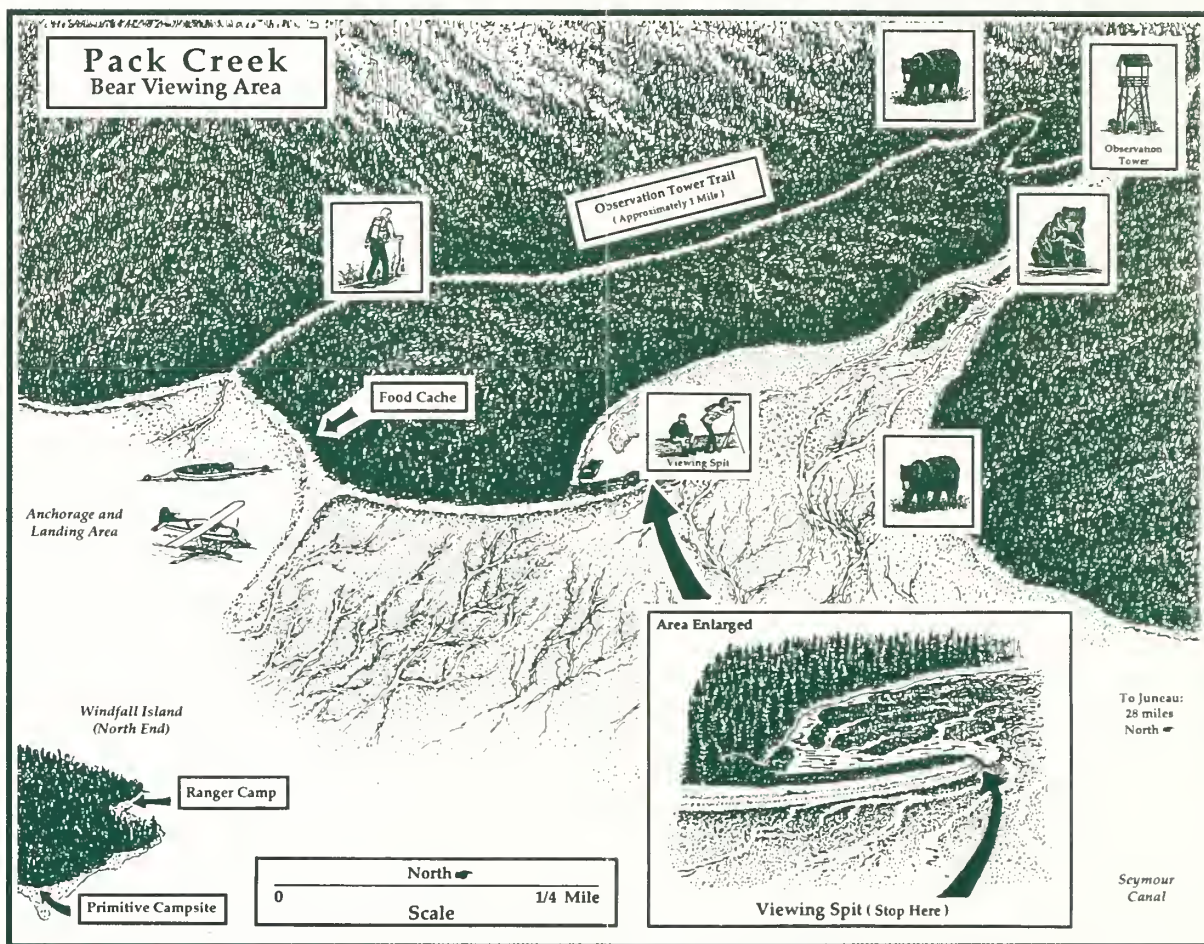 Pack Creek
Bear Viewing Area
Observation
Tower
Observation Tower Trail
( Approximately 1 Mile )
Food Cache
Viewing Spit
Anchorage and
Landing Area
Area Enlarged
Windfall Island
(North End)
To Juneau:
28 miles
North
Ranger Camp
North
0 1/4 Mile
Scale
Primitive Campsite
Viewing Spit ( Stop Here )
Seymour
Canal